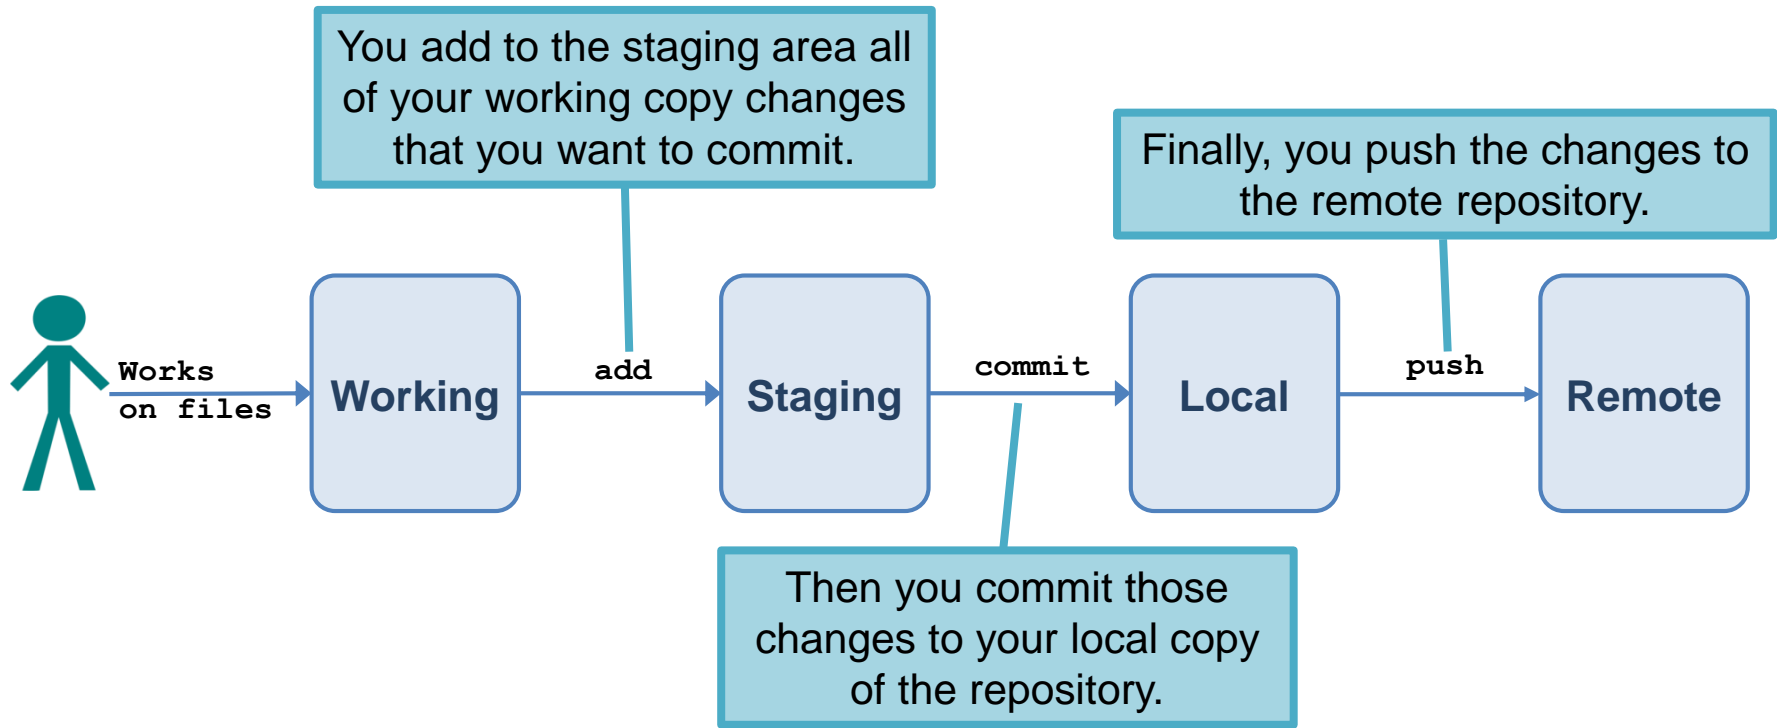 You add to the staging area all
of your working copy changes
that you want to commit.
Finally, you push the changes to
the remote repository.
Works
on files
Working
add
Staging
commit
Local
push
Remote
Then you commit those
changes to your local copy
of the repository.